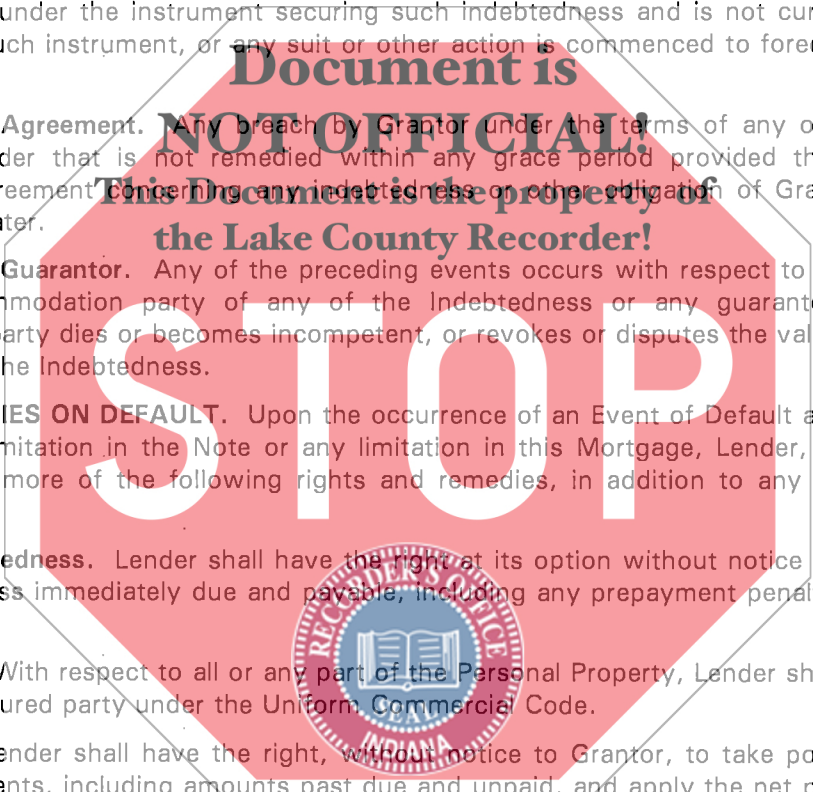 under the instrument securing such indebtedness and is not cur
ch instrument, or any suit or other action is commenced to fore
Document is
NOT OFFICIAL!
This Document is the property of
the Lake County Recorder!
Agreement. Any breach by Grantor under the terms of any o
der that is not remedied within any grace period provided th
reement concerning any indebtedness or other obligation of Gra
ter.
Guarantor. Any of the preceding events occurs with respect to
mmodation party of any of the Indebtedness or any guarant
arty dies or becomes incompetent, or revokes or disputes the val
he Indebtedness.
STOP
IES ON DEFAULT. Upon the occurrence of an Event of Default a
mitation in the Note or any limitation in this Mortgage, Lender,
more of the following rights and remedies, in addition to any
edness. Lender shall have the right at its option without notice
ss immediately due and payable, including any prepayment penal
RECORDER'S OFFICE
SEAL
INDIANA
With respect to all or any part of the Personal Property, Lender sh
ured party under the Uniform Commercial Code.
ender shall have the right, without notice to Grantor, to take po
ents, including amounts past due and unpaid, and apply the net p